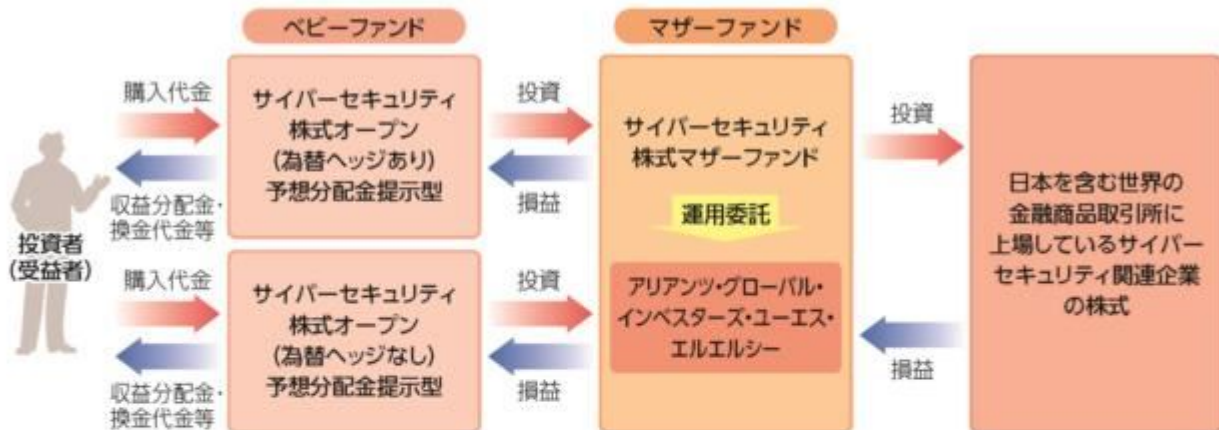 ベビーファンド
マザーファンド
購入代金
収益分配金・
換金代金等
投資者
(受益者)
購入代金
収益分配金・
換金代金等
サイバーセキュリティ
株式オープン
(為替ヘッジあり)
予想分配金提示型
サイバーセキュリティ
株式オープン
(為替ヘッジなし)
予想分配金提示型
投資
損益
投資
損益
サイバーセキュリティ
株式マザーファンド
運用委託
アリアンツ・グローバル・
インベスターズ・ユーエス・
エルエルシー
投資
損益
日本を含む世界の
金融商品取引所に
上場しているサイバー
セキュリティ関連企業
の株式